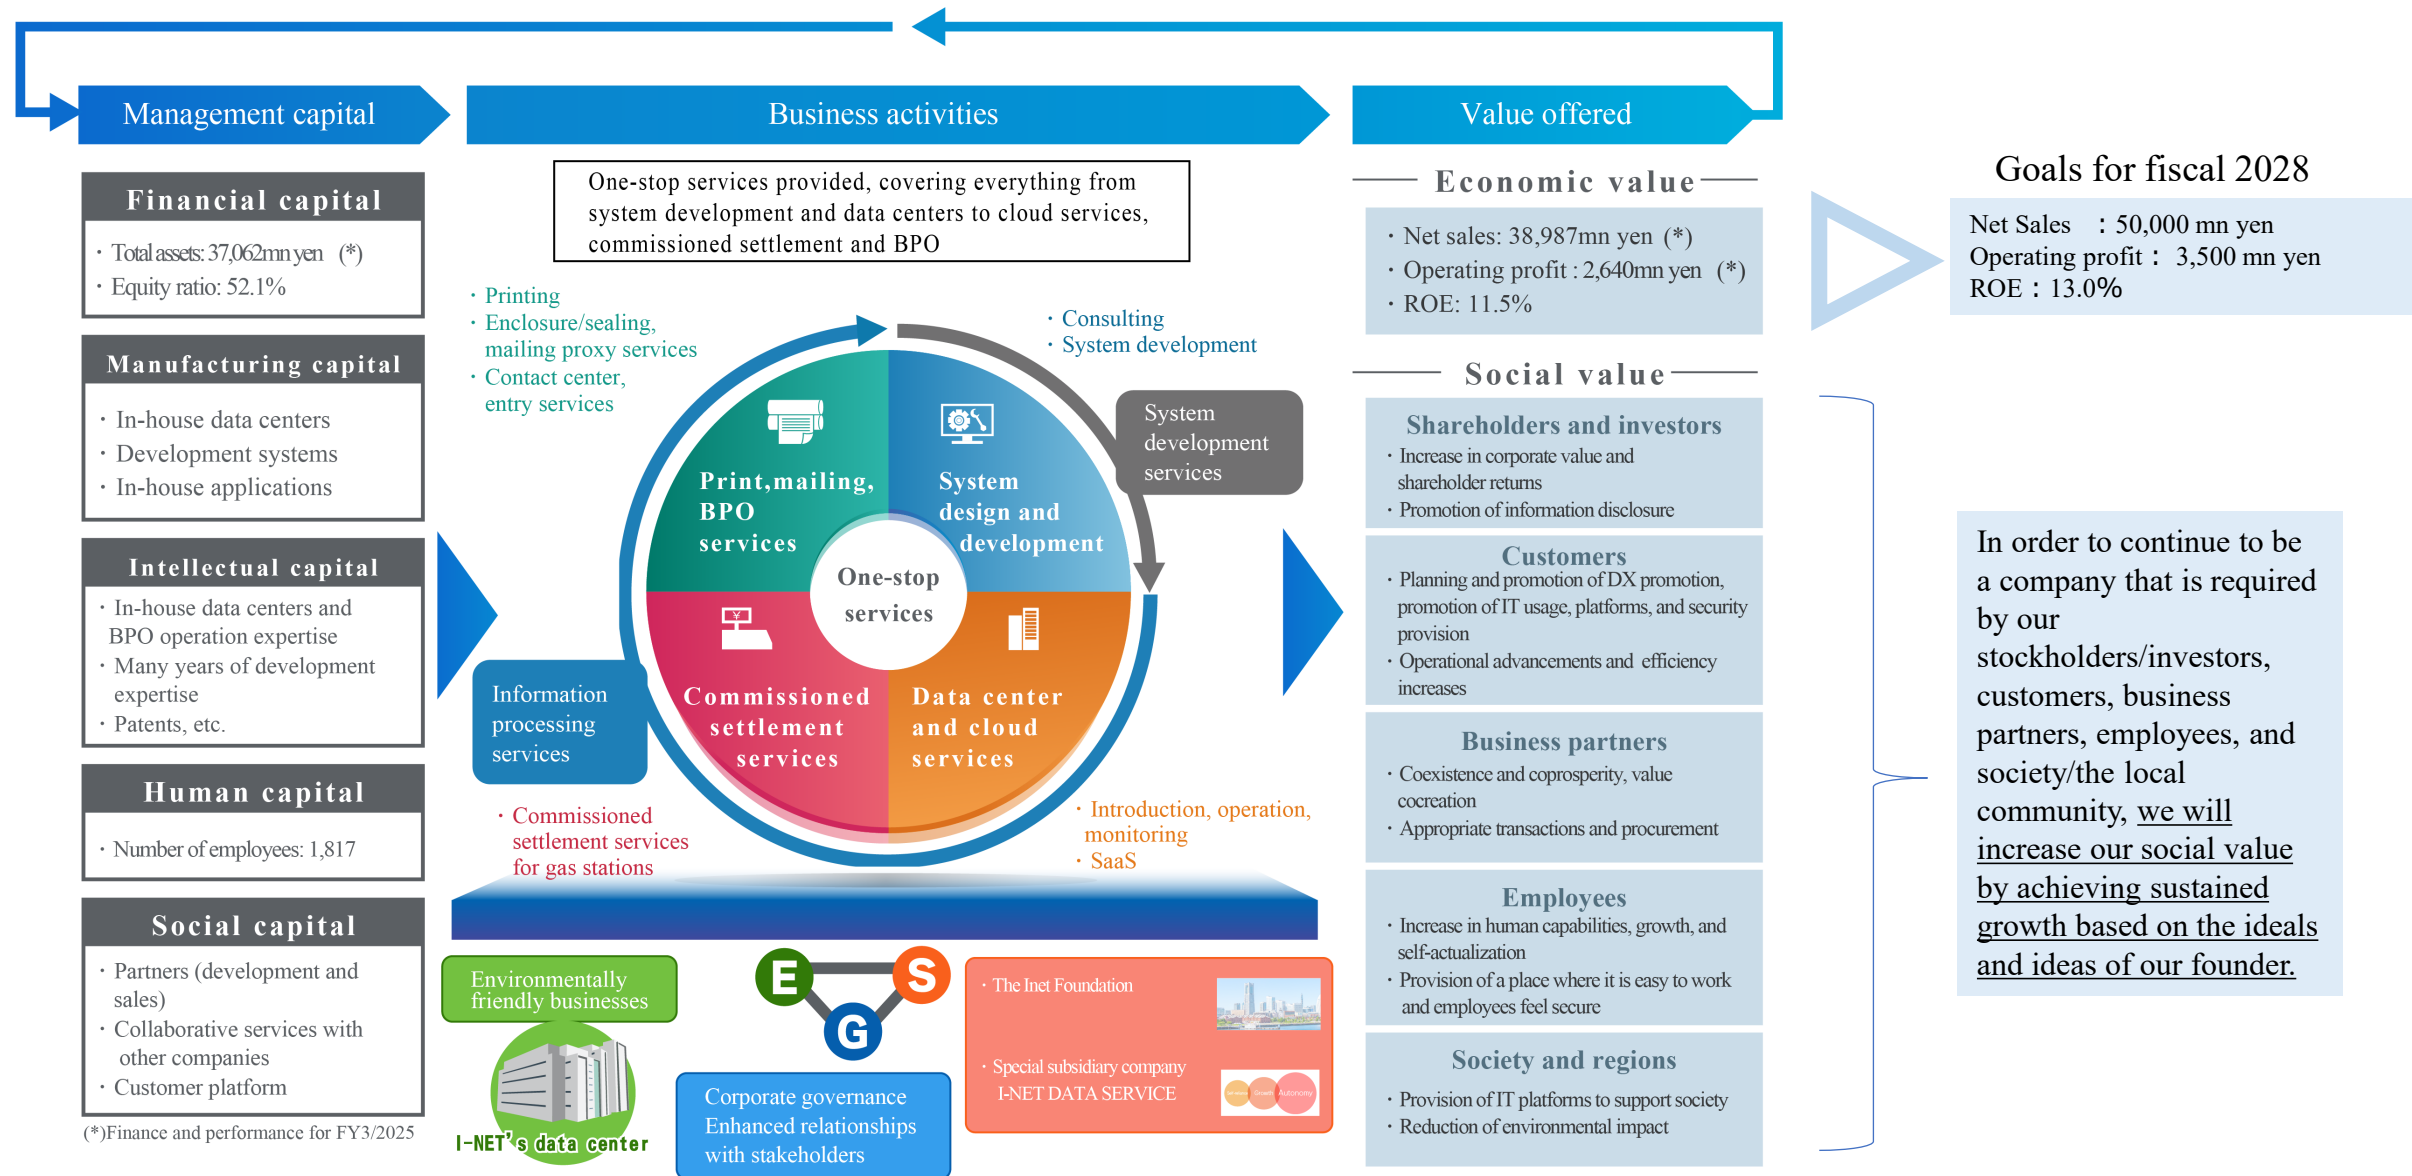 Management capital
Business activities
Value offered
Financial capital
・Total assets: 37,062mn yen (*)
・Equity ratio: 52.1%
Manufacturing capital
・In-house data centers
・Development systems
・In-house applications
Intellectual capital
・In-house data centers and
BPO operation expertise
・Many years of development
expertise
・Patents, etc.
Human capital
・Number of employees: 1,817
Social capital
・Partners (development and
sales)
・Collaborative services with
other companies
・Customer platform
(*)Finance and performance for FY3/2025
One-stop services provided, covering everything from
system development and data centers to cloud services,
commissioned settlement and BPO
・Printing
・Enclosure/sealing,
mailing proxy services
・Contact center,
entry services
・Consulting
・System development
System
development
services
Print,mailing,
BPO
services
System
design and
development
One-stop
services
Commissioned
settlement
services
Data center
and cloud
services
Information
processing
services
・Commissioned
settlement services
for gas stations
・Introduction, operation,
monitoring
・SaaS
Environmentally
friendly businesses
I-NET's data center
E
S
G
Corporate governance
Enhanced relationships
with stakeholders
・The Inet Foundation
・Special subsidiary company
I-NET DATA SERVICE
Growth
Autonomy
Economic value
・Net sales: 38,987mn yen (*)
・Operating profit : 2,640mn yen (*)
・ROE: 11.5%
Social value
Shareholders and investors
・Increase in corporate value and
shareholder returns
・Promotion of information disclosure
Customers
・Planning and promotion of DX promotion,
promotion of IT usage, platforms, and security
provision
・Operational advancements and efficiency
increases
Business partners
・Coexistence and coprosperity, value
cocreation
・Appropriate transactions and procurement
Employees
・Increase in human capabilities, growth, and
self-actualization
・Provision of a place where it is easy to work
and employees feel secure
Society and regions
・Provision of IT platforms to support society
・Reduction of environmental impact
Goals for fiscal 2028
Net Sales ：50,000 mn yen
Operating profit： 3,500 mn yen
ROE：13.0%
In order to continue to be
a company that is required
by our
stockholders/investors,
customers, business
partners, employees, and
society/the local
community, we will
increase our social value
by achieving sustained
growth based on the ideals
and ideas of our founder.